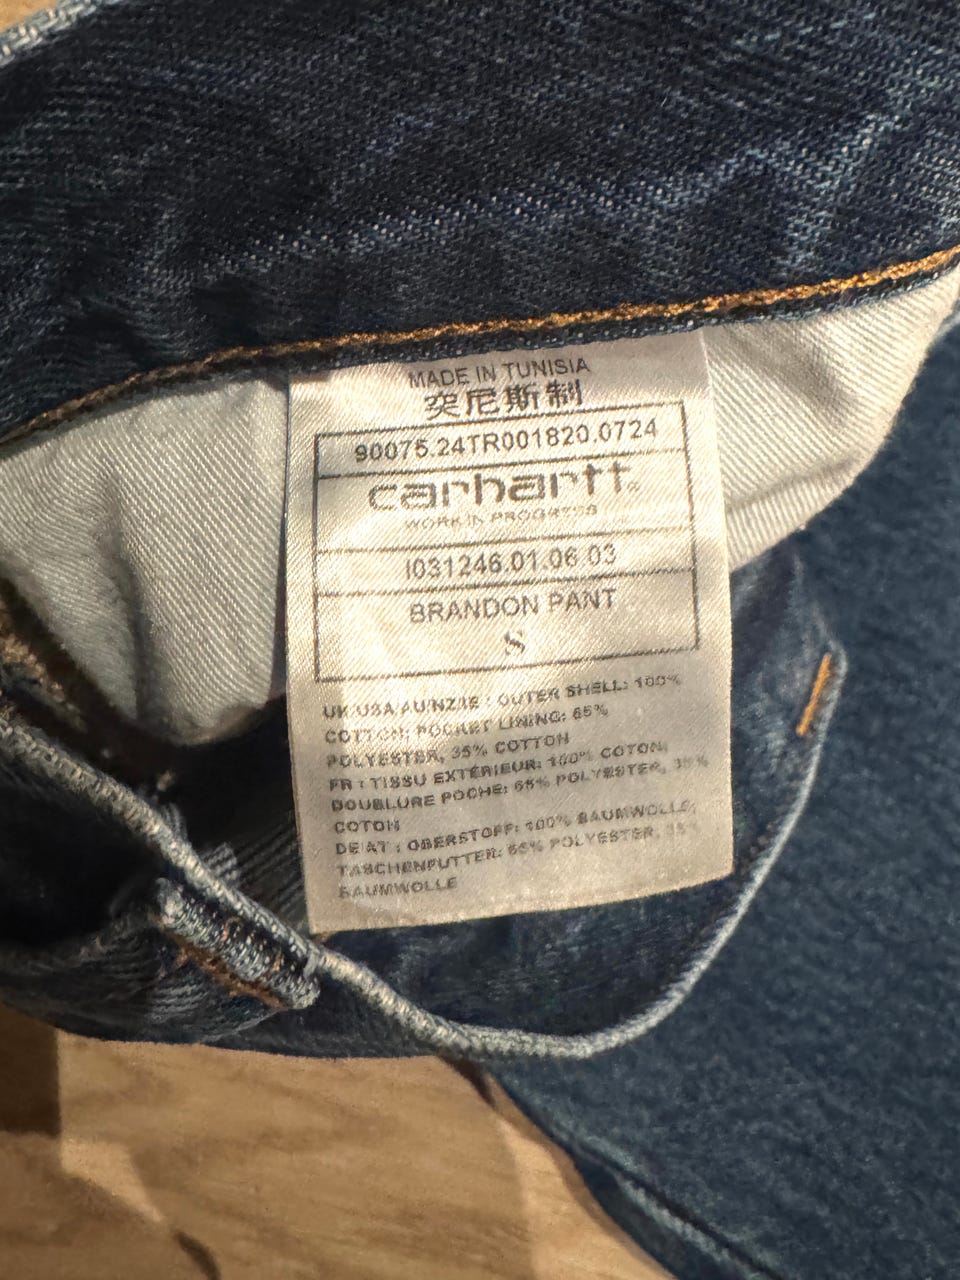 MADE IN TUNISIA
突尼斯制
90075.24TR001820.0724
carhartt®
WORK IN PROGRESS
I031246.01.06.03
BRANDON PANT
S
UK/USA/AU/NZ/IE : OUTER SHELL: 100%
COTTON; POCKET LINING: 65%
POLYESTER, 35% COTTON
FR : TISSU EXTÉRIEUR: 100% COTON;
DOUBLURE POCHE: 65% POLYESTER, 35%
COTON
DE/AT : OBERSTOFF: 100% BAUMWOLLE;
TASCHENFUTTER: 65% POLYESTER, 35%
BAUMWOLLE